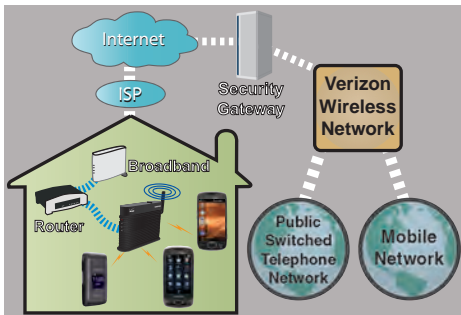 Internet
ISP
Security
Gateway
Verizon
Wireless
Network
Broadband
Router
Public
Switched
Telephone
Network
Mobile
Network